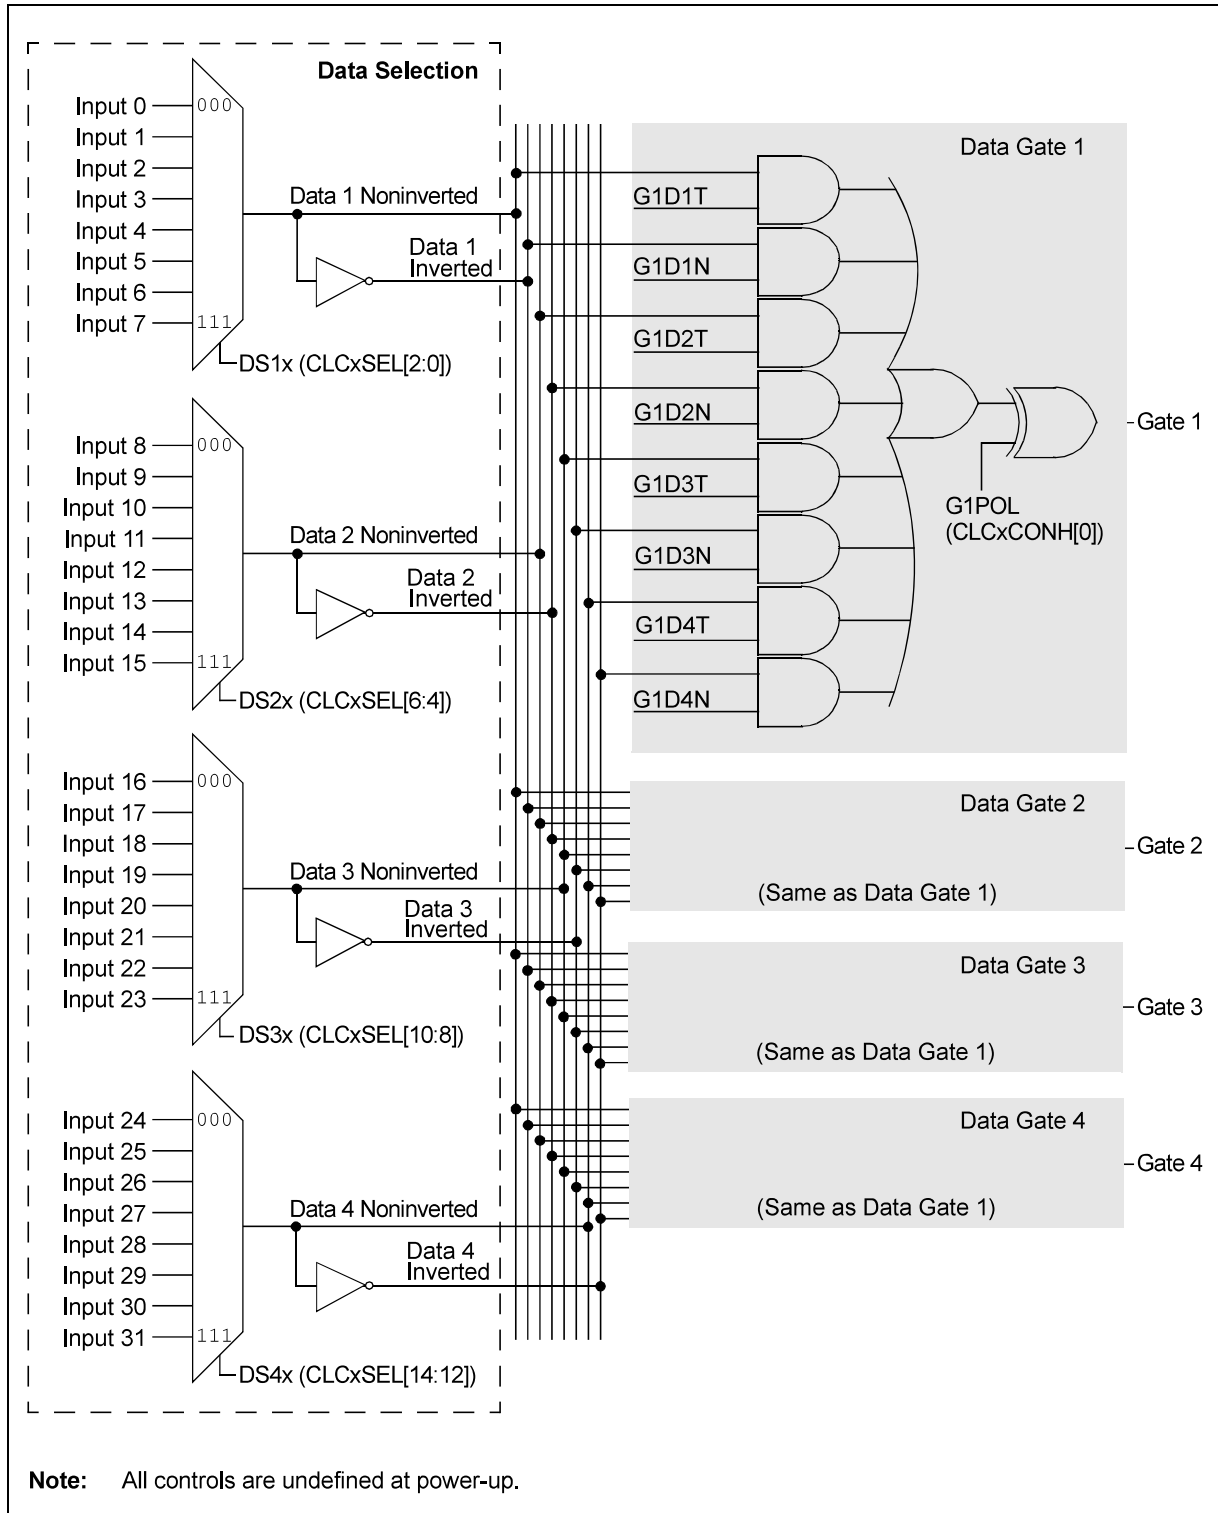 Data Selection
Input 0
000
Input 1
Input 2
Input 3
Input 4
Input 5
Input 6
Input 7
111
DS1x (CLCxSEL[2:0])
Data 1 Noninverted
Data 1
Inverted
Input 8
000
Input 9
Input 10
Input 11
Input 12
Input 13
Input 14
Input 15
111
DS2x (CLCxSEL[6:4])
Data 2 Noninverted
Data 2
Inverted
Input 16
000
Input 17
Input 18
Input 19
Input 20
Input 21
Input 22
Input 23
111
DS3x (CLCxSEL[10:8])
Data 3 Noninverted
Data 3
Inverted
Input 24
000
Input 25
Input 26
Input 27
Input 28
Input 29
Input 30
Input 31
111
DS4x (CLCxSEL[14:12])
Data 4 Noninverted
Data 4
Inverted
Data Gate 1
G1D1T
G1D1N
G1D2T
G1D2N
G1D3T
G1D3N
G1D4T
G1D4N
G1POL
(CLCxCONH[0])
Gate 1
Data Gate 2
(Same as Data Gate 1)
Gate 2
Data Gate 3
(Same as Data Gate 1)
Gate 3
Data Gate 4
(Same as Data Gate 1)
Gate 4
Note: All controls are undefined at power-up.